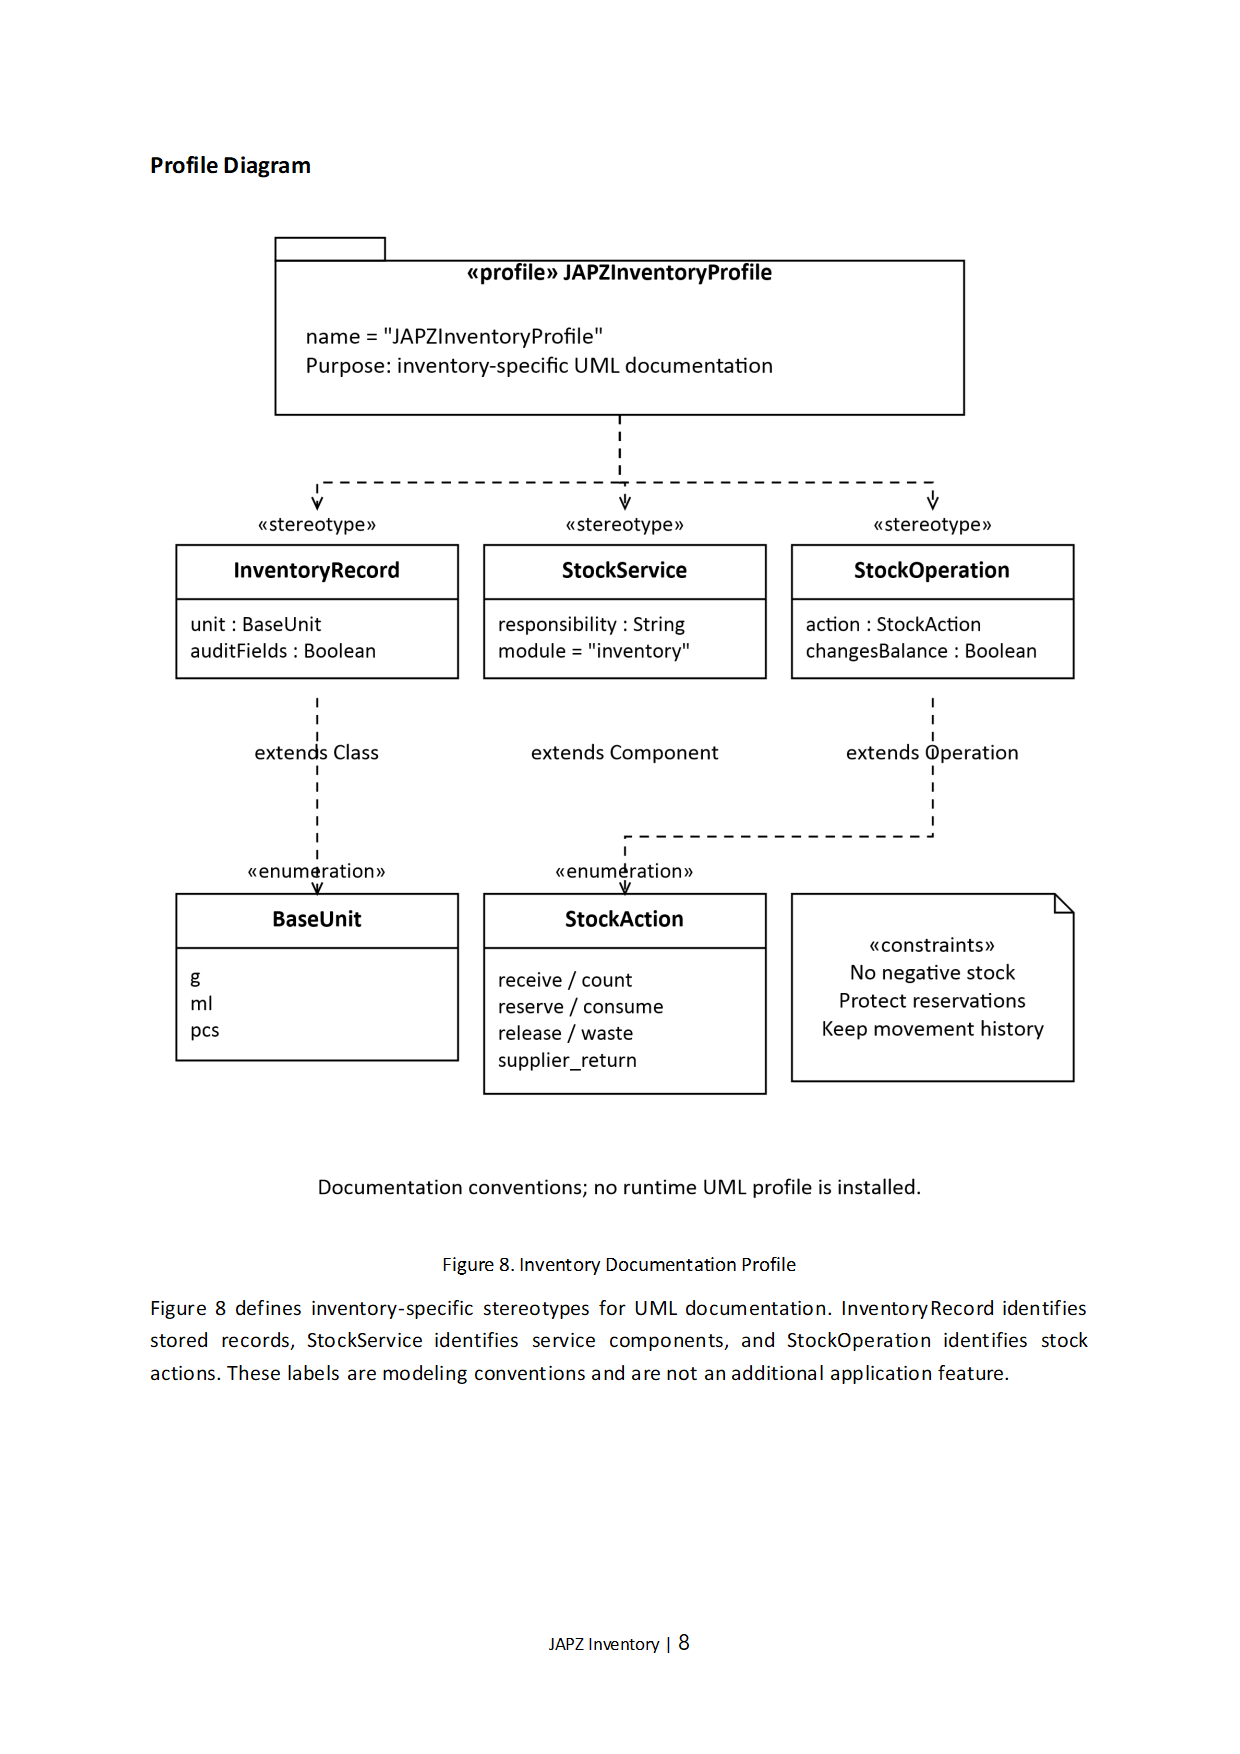 Profile Diagram
«profile» JAPZInventoryProfile
name = "JAPZInventoryProfile"
Purpose: inventory-specific UML documentation
«stereotype»
InventoryRecord
unit : BaseUnit
auditFields : Boolean
«stereotype»
StockService
responsibility : String
module = "inventory"
«stereotype»
StockOperation
action : StockAction
changesBalance : Boolean
extends Class
extends Component
extends Operation
«enumeration»
BaseUnit
g
ml
pcs
«enumeration»
StockAction
receive / count
reserve / consume
release / waste
supplier_return
«constraints»
No negative stock
Protect reservations
Keep movement history
Documentation conventions; no runtime UML profile is installed.
Figure 8. Inventory Documentation Profile
Figure 8 defines inventory-specific stereotypes for UML documentation. InventoryRecord identifies
stored records, StockService identifies service components, and StockOperation identifies stock
actions. These labels are modeling conventions and are not an additional application feature.
JAPZ Inventory | 8